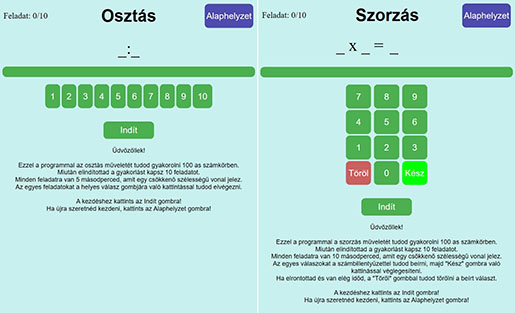 Feladat: 0/10
Osztás
Alaphelyzet
_:_
1 2 3 4 5 6 7 8 9 10
Indít
Üdvözöllek!
Ezzel a programmal az osztás műveletét tudod gyakorolni 100 as számkörben.
Miután elindítottad a gyakorlást kapsz 10 feladatot.
Minden feladatra van 5 másodperced, amit egy csökkenő szélességű vonal jelez.
Az egyes feladatokat a helyes válasz gombjára való kattintással tudod elvégezni.
A kezdéshez kattints az Indít gombra!
Ha újra szeretnéd kezdeni, kattints az Alaphelyzet gombra!
Feladat: 0/10
Szorzás
Alaphelyzet
_ x _ = _
7 8 9
4 5 6
1 2 3
Töröl 0 Kész
Indít
Üdvözöllek!
Ezzel a programmal a szorzás műveletét tudod gyakorolni 100 as számkörben.
Miután elindítottad a gyakorlást kapsz 10 feladatot.
Minden feladatra van 10 másodperced, amit egy csökkenő szélességű vonal jelez.
Az egyes válaszokat a számbillentyűzettel tudod beírni, majd "Kész" gombra való
kattinással véglegesíteni.
Ha elrontottad és van elég időd, a "Töröl" gombbal tudod törölni a beírt választ.
A kezdéshez kattints az Indít gombra!
Ha újra szeretnéd kezdeni, kattints az Alaphelyzet gombra!